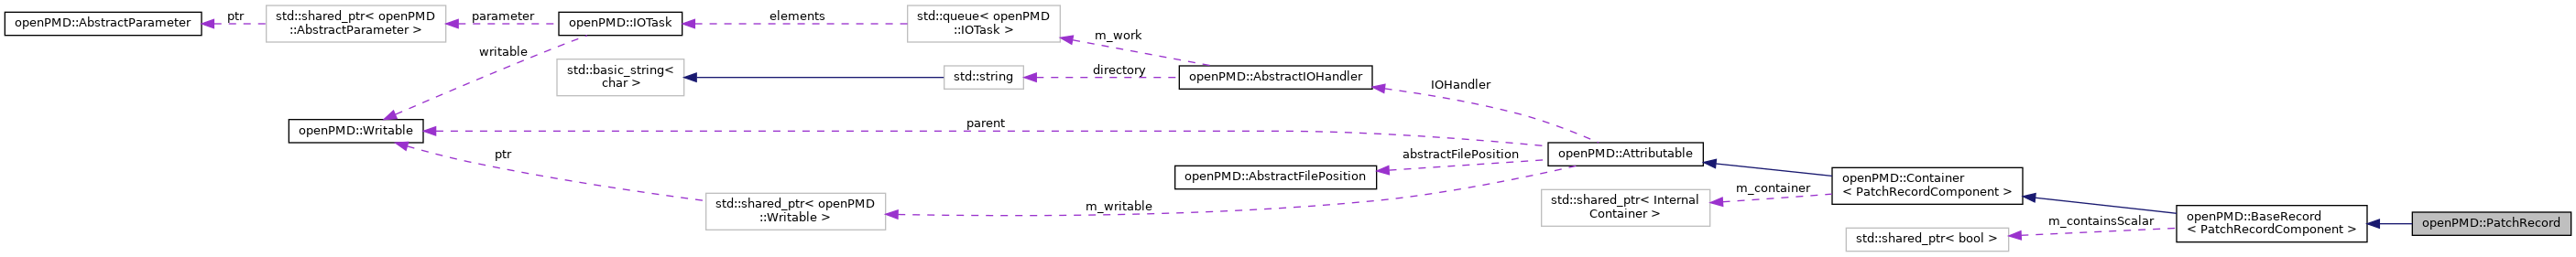 openPMD::AbstractParameter
ptr
std::shared_ptr< openPMD
::AbstractParameter >
parameter
openPMD::IOTask
elements
std::queue< openPMD
::IOTask >
m_work
writable
std::basic_string<
char >
std::string
directory
openPMD::AbstractIOHandler
IOHandler
openPMD::Writable
parent
ptr
abstractFilePosition
openPMD::AbstractFilePosition
openPMD::Attributable
std::shared_ptr< openPMD
::Writable >
m_writable
std::shared_ptr< Internal
Container >
m_container
openPMD::Container
< PatchRecordComponent >
m_containsScalar
std::shared_ptr< bool >
openPMD::BaseRecord
< PatchRecordComponent >
openPMD::PatchRecord